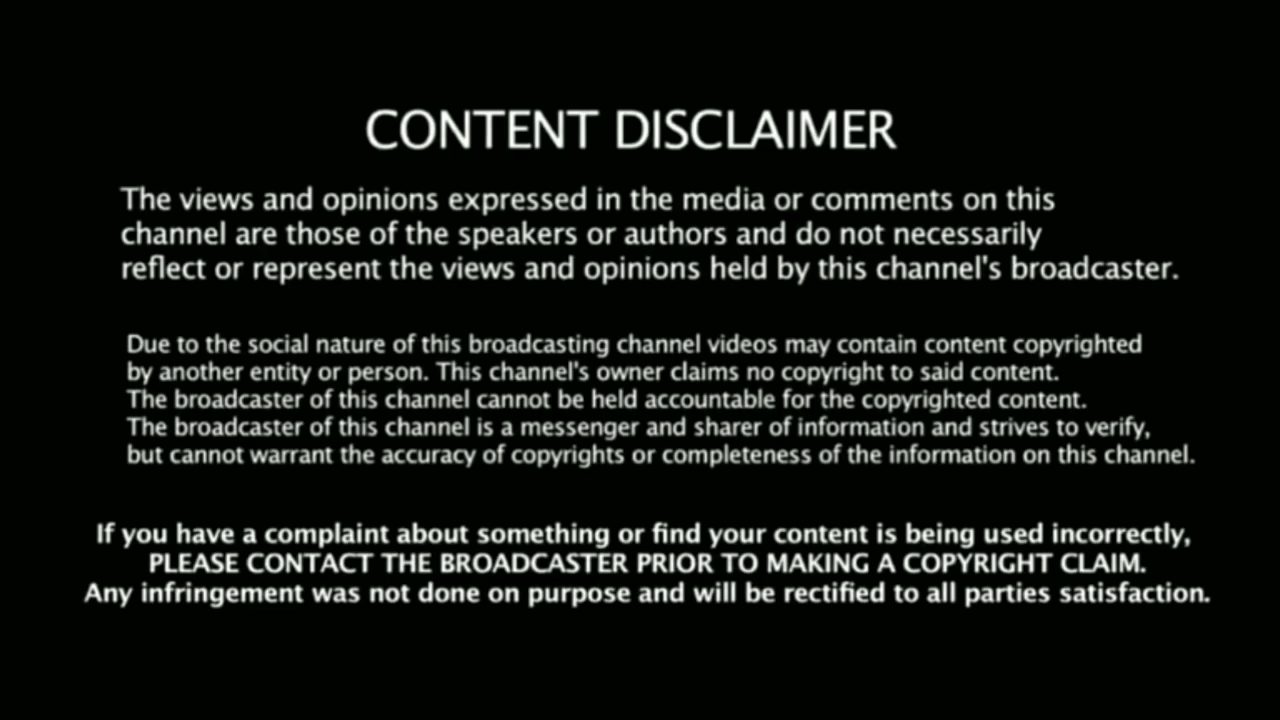 CONTENT DISCLAIMER
The views and opinions expressed in the media or comments on this
channel are those of the speakers or authors and do not necessarily
reflect or represent the views and opinions held by this channel's broadcaster.
Due to the social nature of this broadcasting channel videos may contain content copyrighted
by another entity or person. This channel's owner claims no copyright to said content.
The broadcaster of this channel cannot be held accountable for the copyrighted content.
The broadcaster of this channel is a messenger and sharer of information and strives to verify,
but cannot warrant the accuracy of copyrights or completeness of the information on this channel.
If you have a complaint about something or find your content is being used incorrectly,
PLEASE CONTACT THE BROADCASTER PRIOR TO MAKING A COPYRIGHT CLAIM.
Any infringement was not done on purpose and will be rectified to all parties satisfaction.